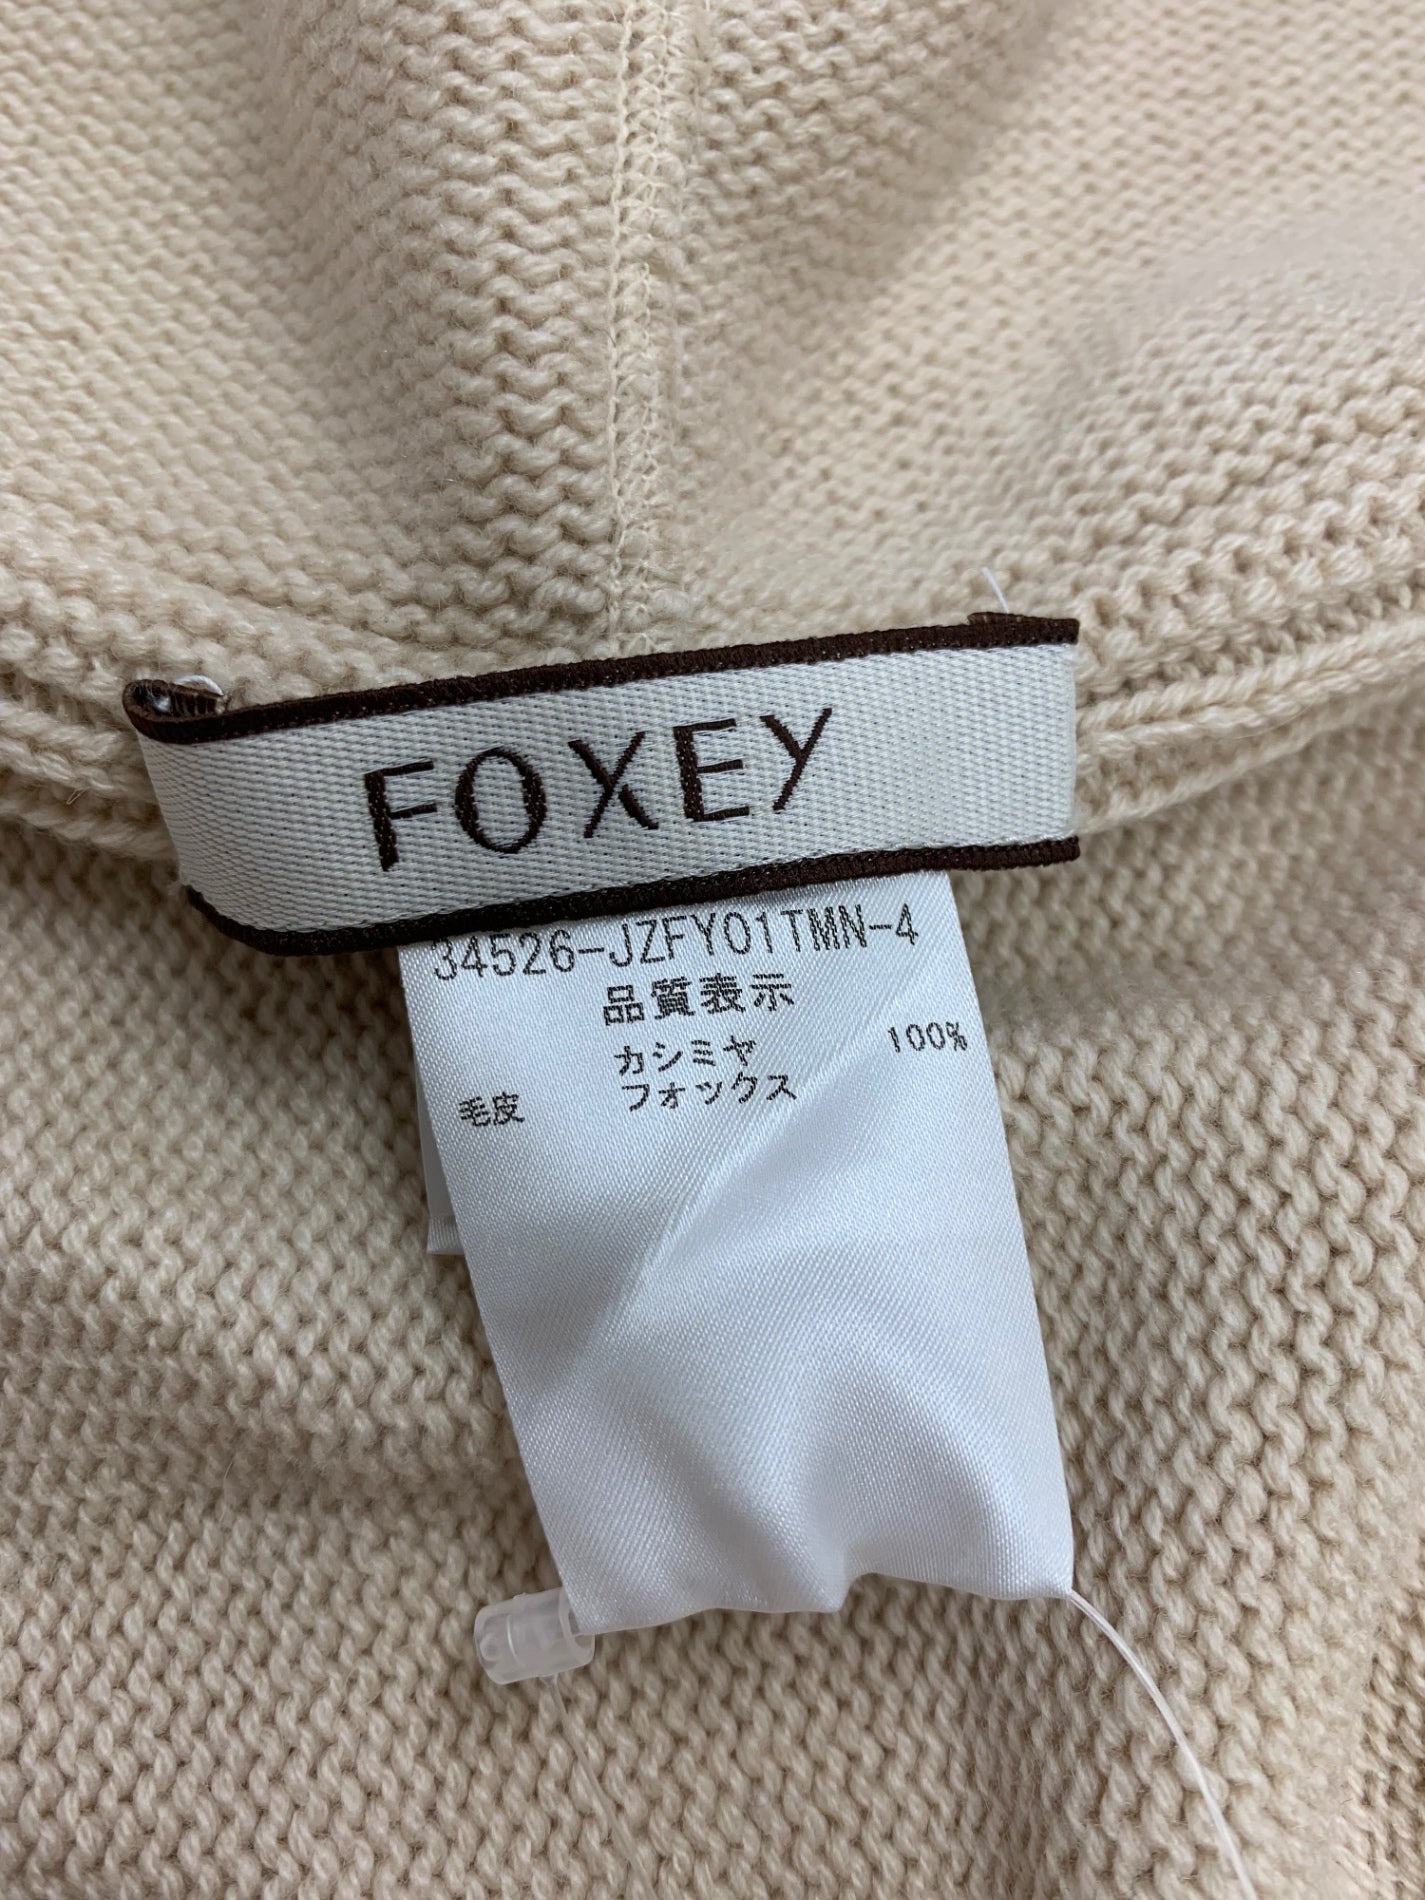 FOXEY
34526-JZFY01TMN-4
品質表示
カシミヤ 100%
毛皮 フォックス